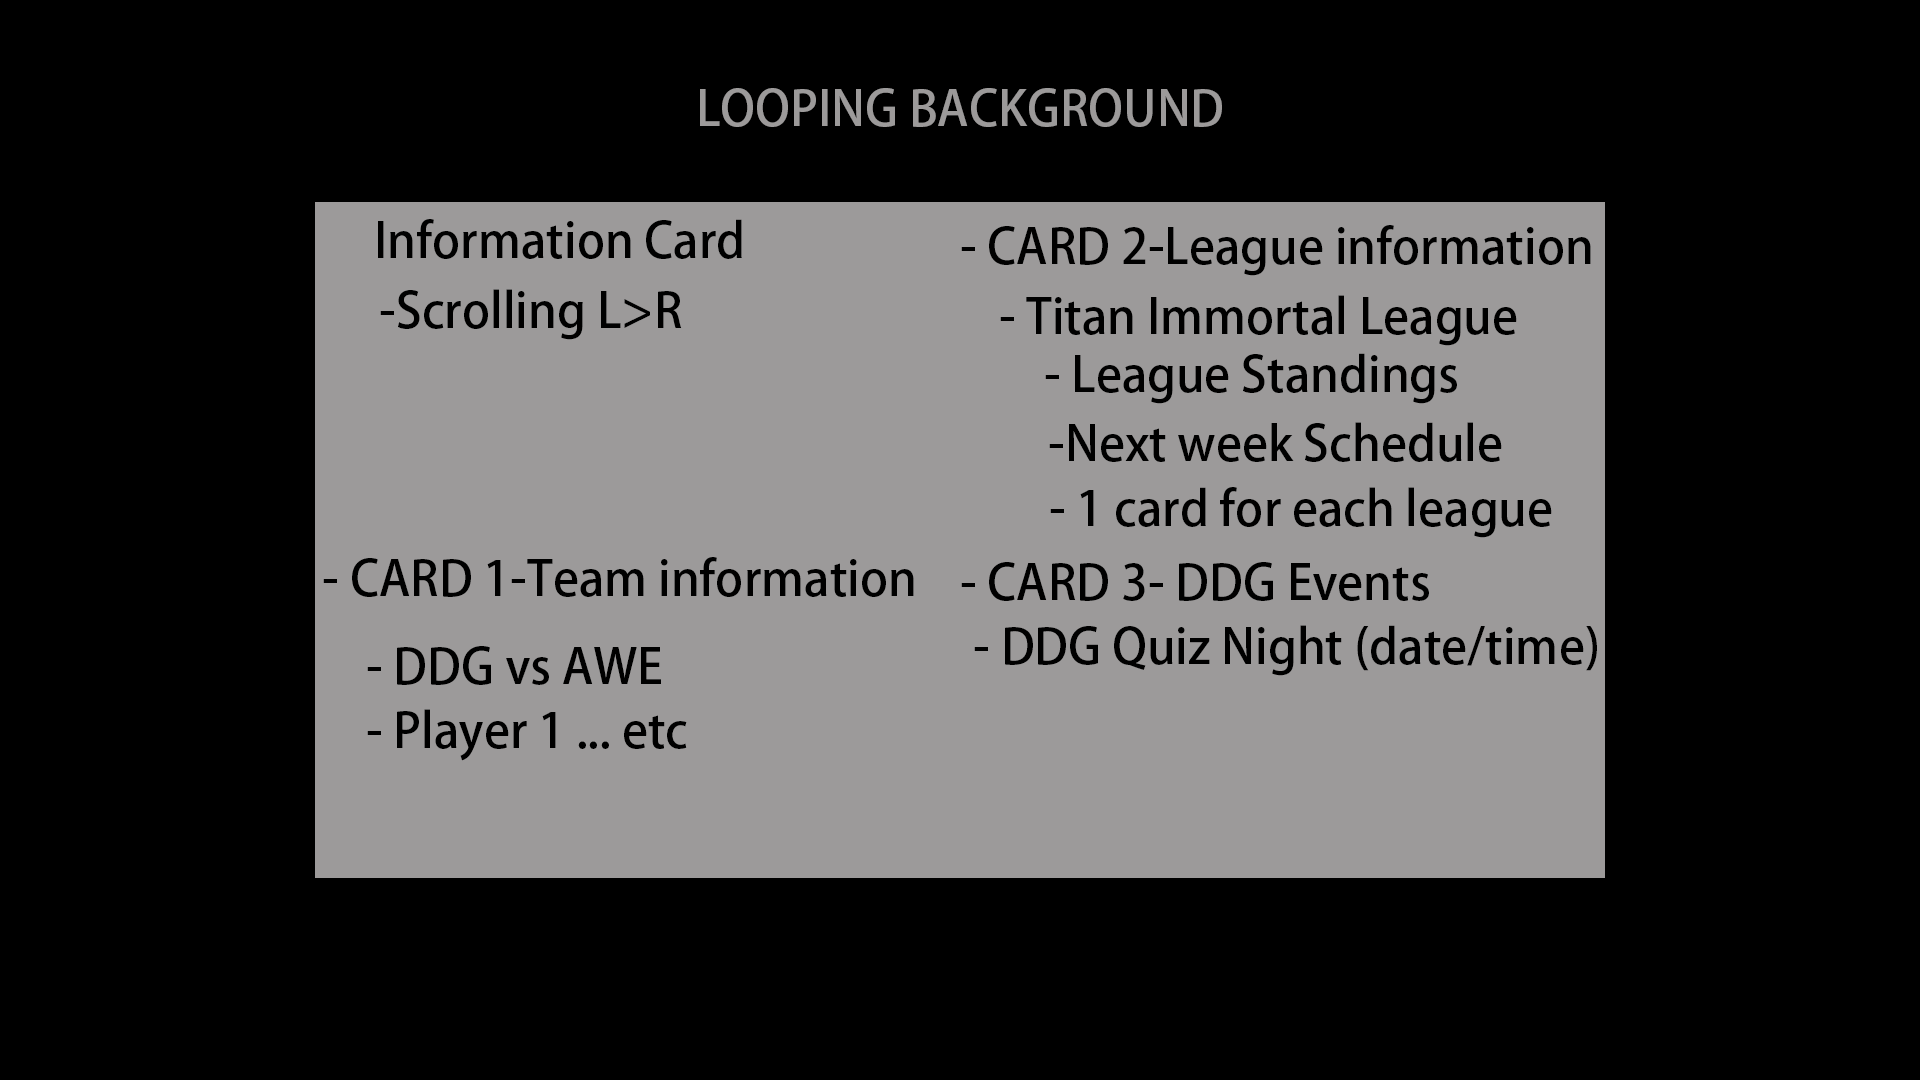 LOOPING BACKGROUND
Information Card
-Scrolling L>R
- CARD 1-Team information
- DDG vs AWE
- Player 1 ... etc
- CARD 2-League information
- Titan Immortal League
- League Standings
-Next week Schedule
- 1 card for each league
- CARD 3- DDG Events
- DDG Quiz Night (date/time)